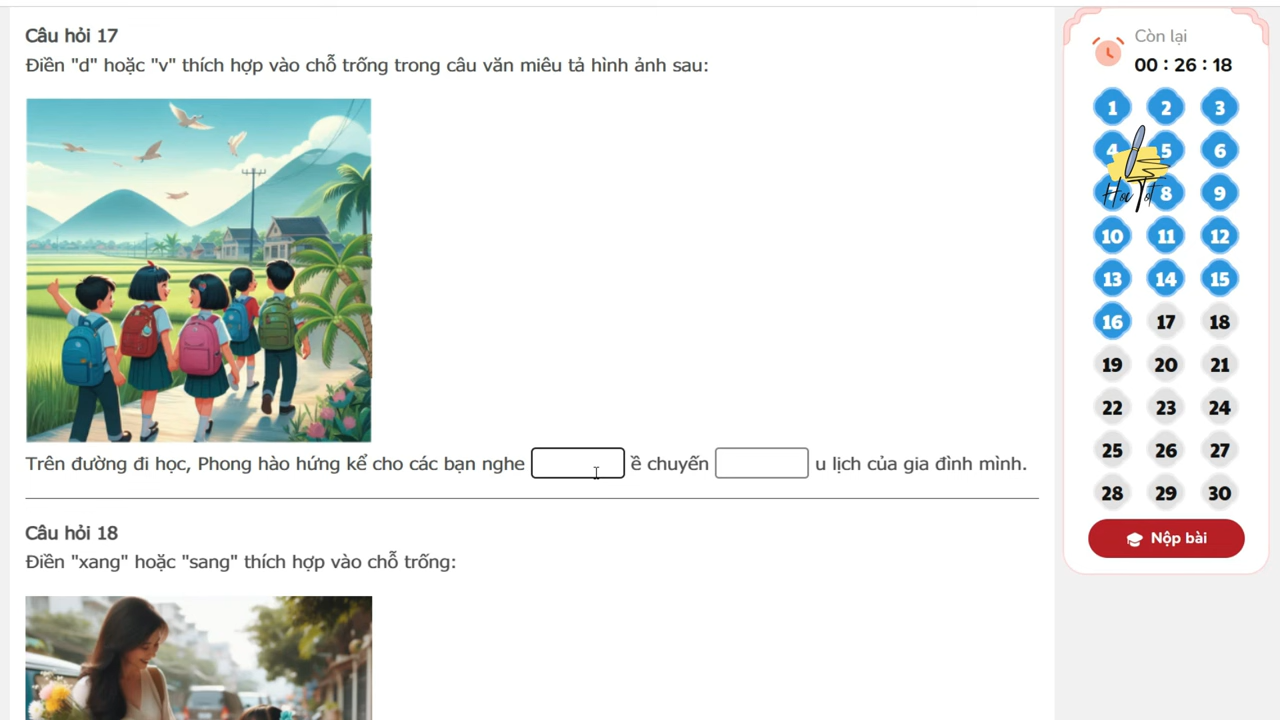 Câu hỏi 17
Điền "d" hoặc "v" thích hợp vào chỗ trống trong câu văn miêu tả hình ảnh sau:
Trên đường đi học, Phong hào hứng kể cho các bạn nghe ề chuyến u lịch của gia đình mình.
Câu hỏi 18
Điền "xang" hoặc "sang" thích hợp vào chỗ trống:
Còn lại
00 : 26 : 18
1 2 3
4 5 6
8 9
10 11 12
13 14 15
16 17 18
19 20 21
22 23 24
25 26 27
28 29 30
Học Tốt
Nộp bài